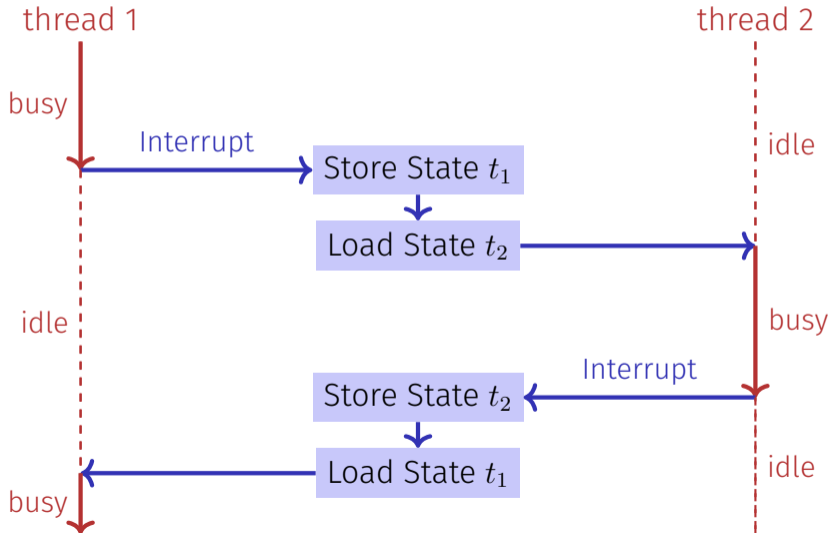 thread 1
thread 2
busy
Interrupt
idle
Store State t₁
Load State t₂
idle
busy
Interrupt
Store State t₂
Load State t₁
idle
busy